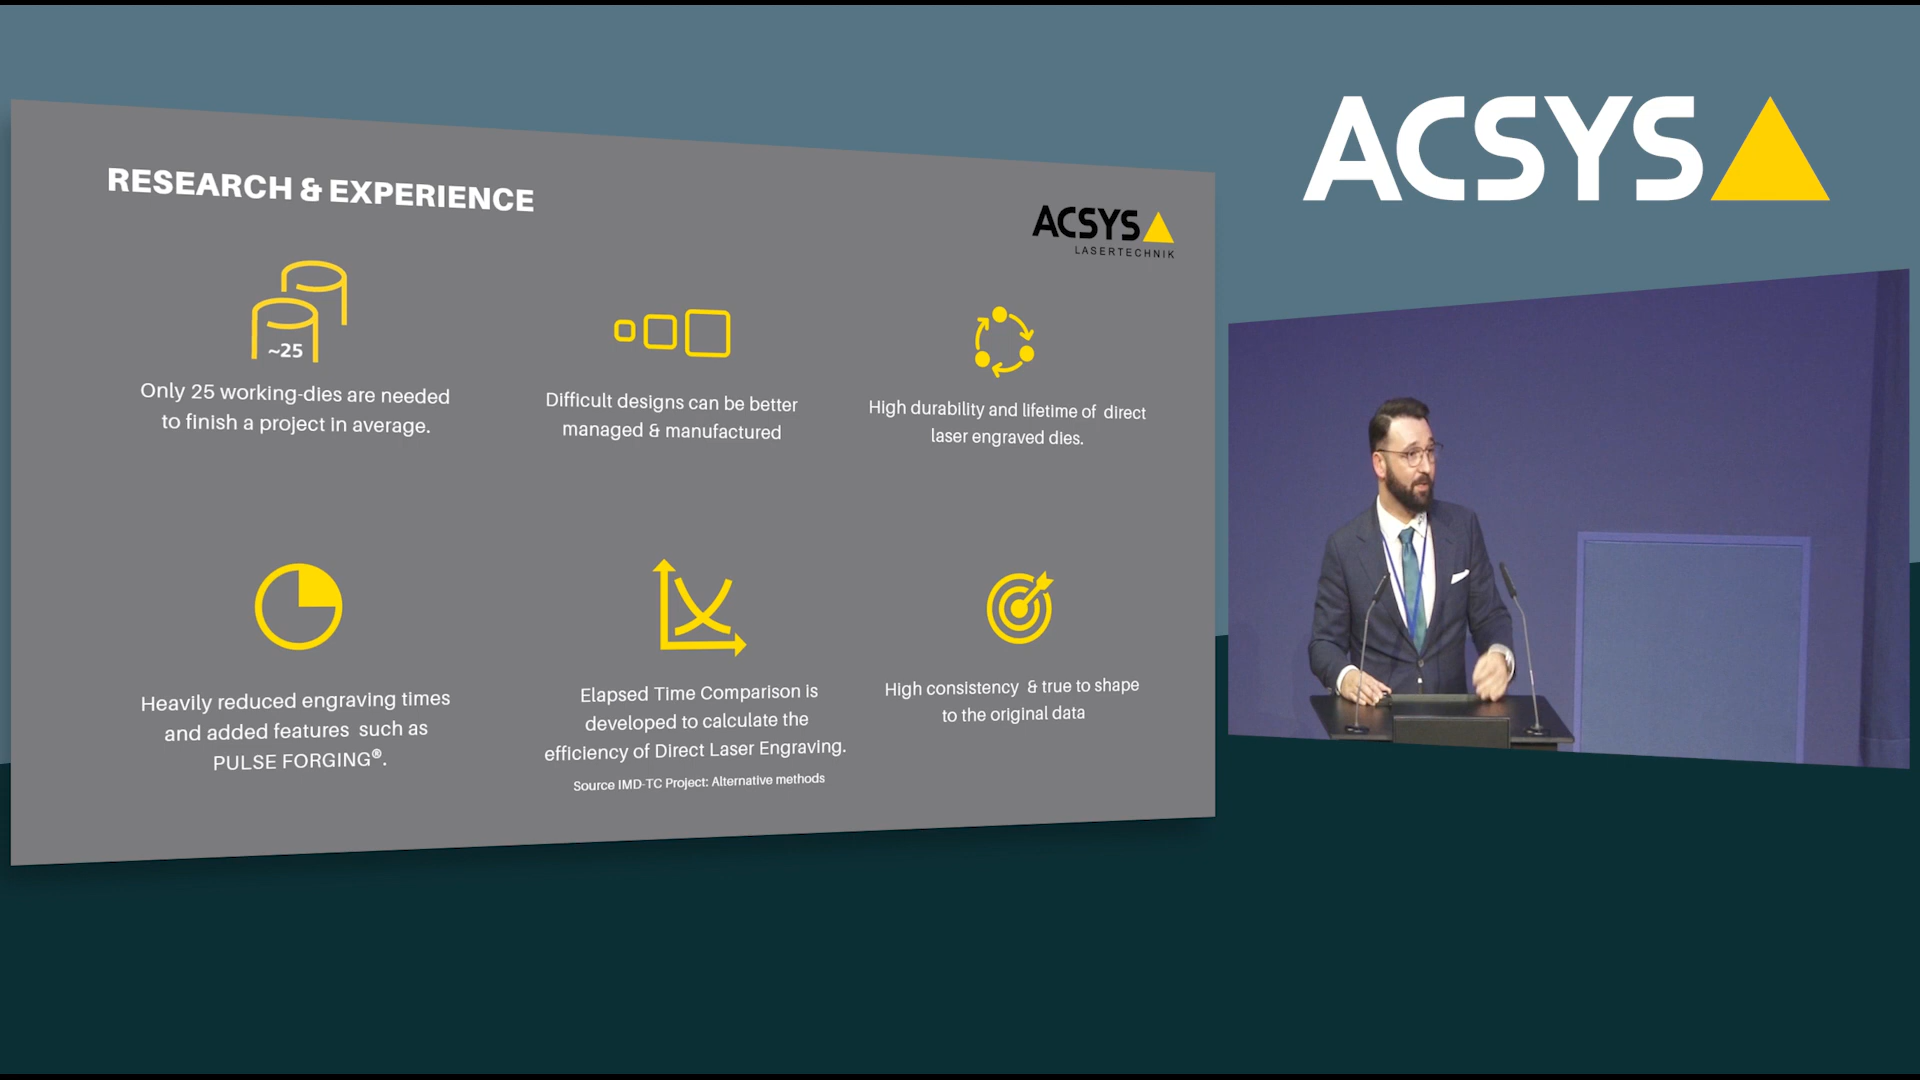 ACSYS
RESEARCH & EXPERIENCE
ACSYS
LASERTECHNIK
~25
Only 25 working-dies are needed
to finish a project in average.
Difficult designs can be better
managed & manufactured
High durability and lifetime of direct
laser engraved dies.
Heavily reduced engraving times
and added features such as
PULSE FORGING®.
Elapsed Time Comparison is
developed to calculate the
efficiency of Direct Laser Engraving.
Source IMD-TC Project: Alternative methods
High consistency & true to shape
to the original data